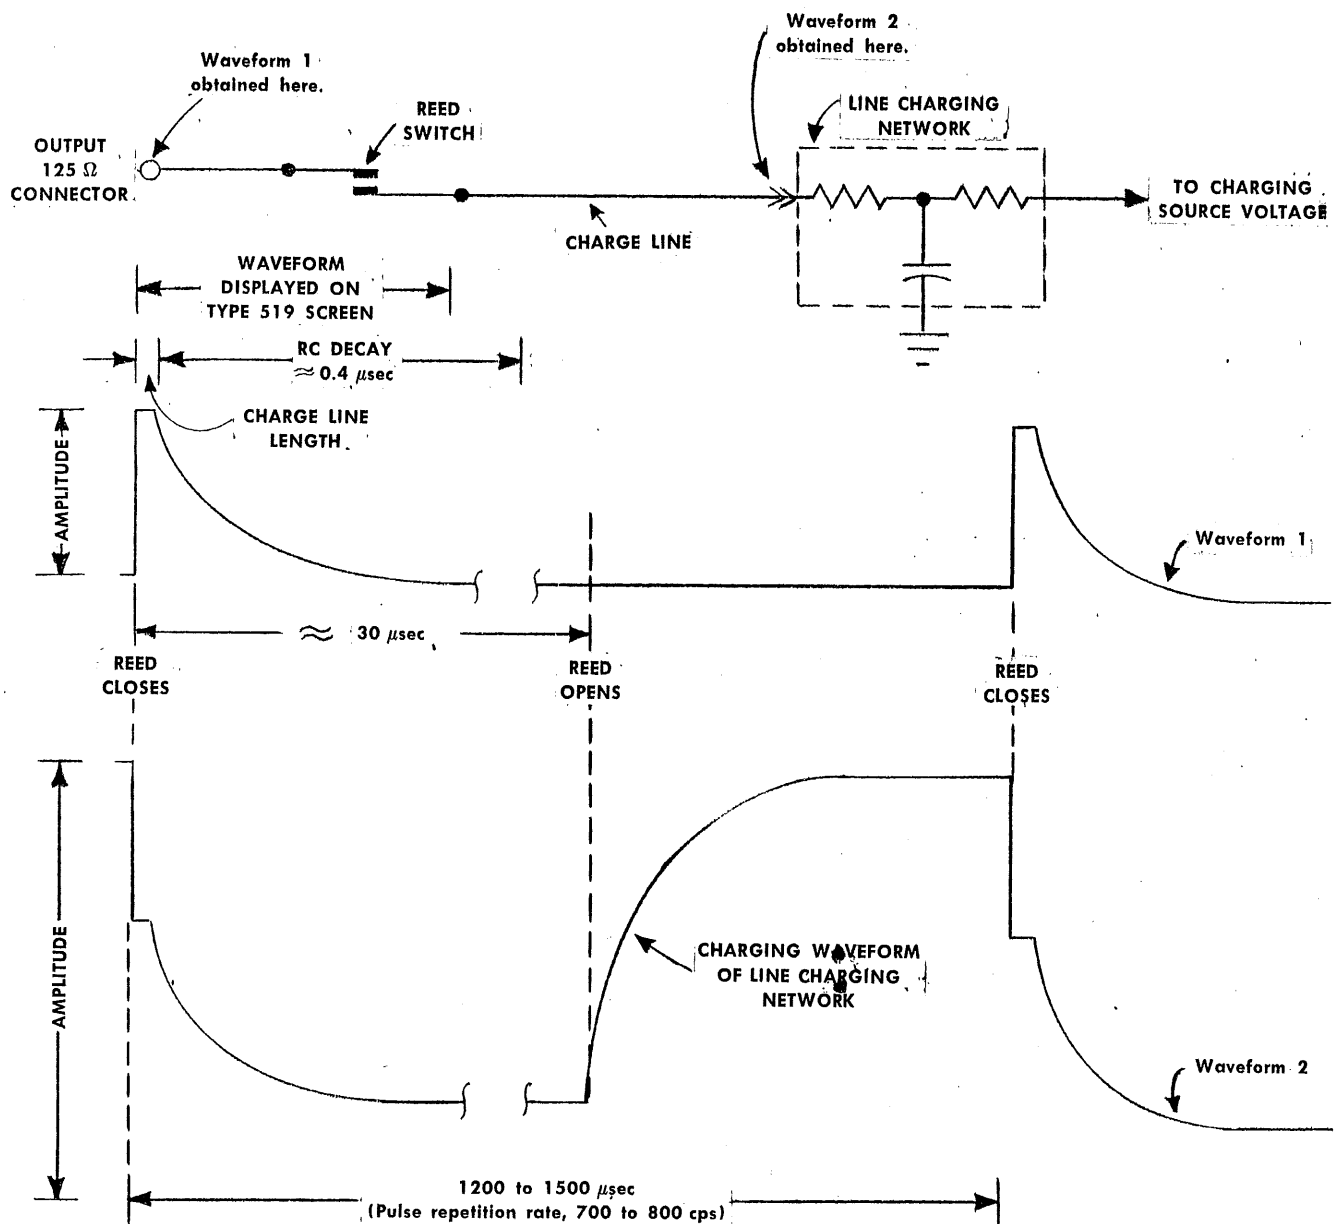 Waveform 1
obtained here.
Waveform 2
obtained here.
REED
SWITCH
LINE CHARGING
NETWORK
OUTPUT
125 Ω
CONNECTOR
TO CHARGING
SOURCE VOLTAGE
CHARGE LINE
WAVEFORM
DISPLAYED ON
TYPE 519 SCREEN
RC DECAY
≈ 0.4 μsec
CHARGE LINE
LENGTH
AMPLITUDE
Waveform 1
≈ 30 μsec
REED
CLOSES
REED
OPENS
REED
CLOSES
AMPLITUDE
CHARGING WAVEFORM
OF LINE CHARGING
NETWORK
Waveform 2
1200 to 1500 μsec
(Pulse repetition rate, 700 to 800 cps)